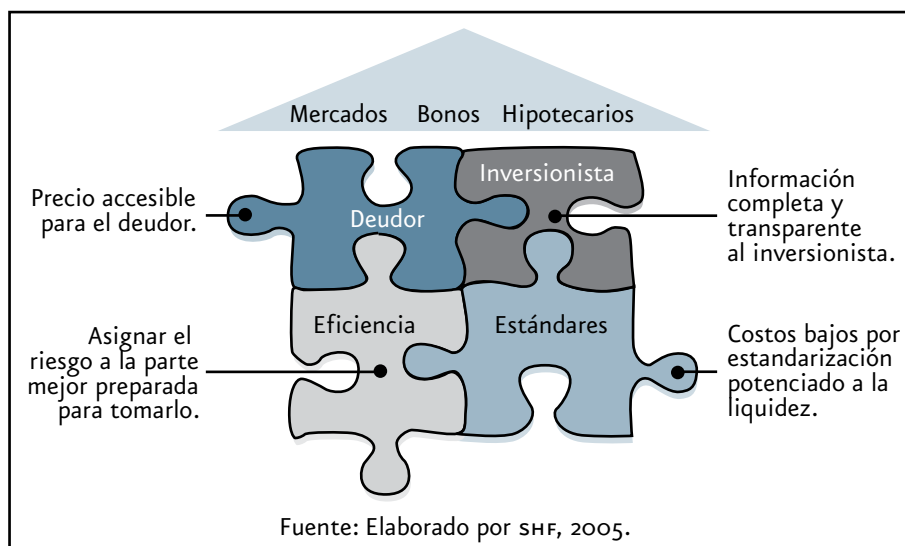 Mercados Bonos Hipotecarios
Inversionista
Precio accesible
para el deudor.
Deudor
Información
completa y
transparente
al inversionista.
Eficiencia
Estándares
Asignar el
riesgo a la parte
mejor preparada
para tomarlo.
Costos bajos por
estandarización
potenciado a la
liquidez.
Fuente: Elaborado por SHF, 2005.